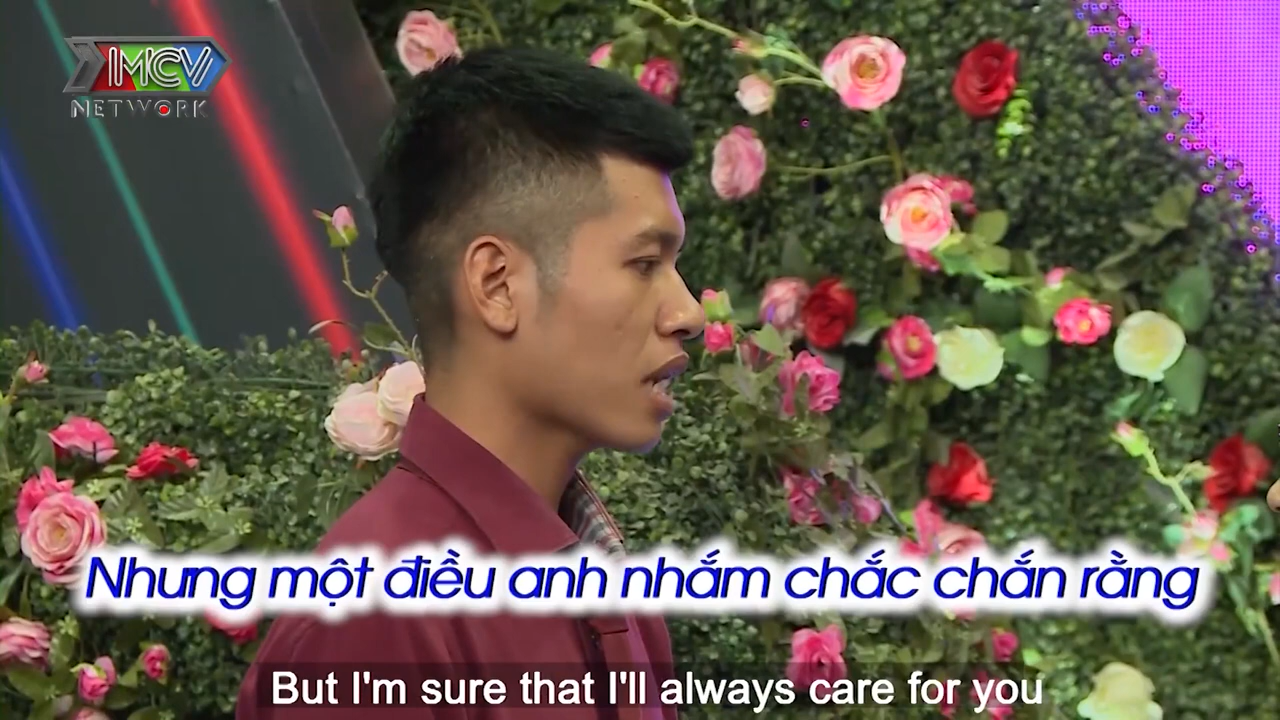 MCV
NETWORK
Nhưng một điều anh nhắm chắc chắn rằng
But I'm sure that I'll always care for you